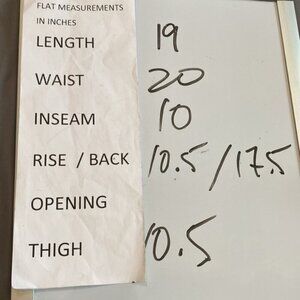 FLAT MEASUREMENTS
IN INCHES
LENGTH 19
WAIST 20
INSEAM 10
RISE / BACK 10.5 / 17.5
OPENING
THIGH 10.5